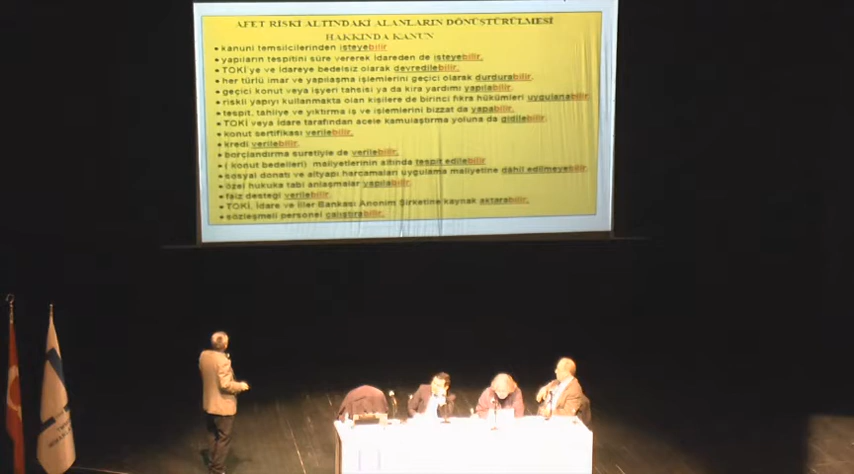 AFET RİSKİ ALTINDAKİ ALANLARIN DÖNÜŞTÜRÜLMESİ
HAKKINDA KANUN
• kanuni temsilcilerinden isteyebilir
• yapıların tespitini süre vererek İdareden de isteyebilir.
• TOKİ'ye ve İdareye bedelsiz olarak devredilebilir.
• her türlü imar ve yapılaşma işlemlerini geçici olarak durdurabilir.
• geçici konut veya işyeri tahsisi ya da kira yardımı yapılabilir.
• riskli yapıyı kullanmakta olan kişilere de birinci fıkra hükümleri uygulanabilir.
• tespit, tahliye ve yıktırma iş ve işlemlerini bizzat da yapabilir.
• TOKİ veya İdare tarafından acele kamulaştırma yoluna da gidilebilir.
• konut sertifikası verilebilir.
• kredi verilebilir.
• borçlandırma suretiyle de verilebilir.
• ( konut bedelleri) maliyetlerinin altında tespit edilebilir
• sosyal donatı ve altyapı harcamaları uygulama maliyetine dâhil edilmeyebilir.
• özel hukuka tabi anlaşmalar yapılabilir.
• faiz desteği verilebilir.
• TOKİ, İdare ve İller Bankası Anonim Şirketine kaynak aktarabilir.
• sözleşmeli personel çalıştırabilir.